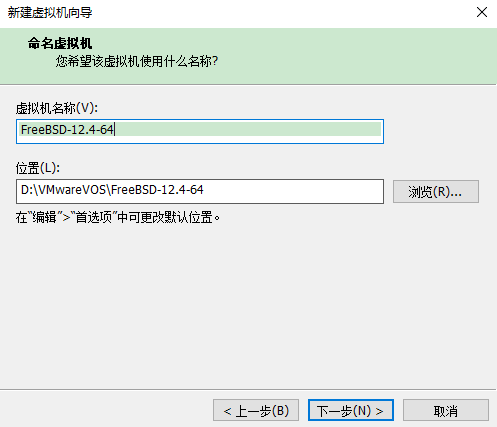 新建虚拟机向导
命名虚拟机
您希望该虚拟机使用什么名称?
虚拟机名称(V):
FreeBSD-12.4-64
位置(L):
D:\VMwareVOS\FreeBSD-12.4-64
浏览(R)...
在“编辑”>“首选项”中可更改默认位置。
< 上一步(B)
下一步(N) >
取消